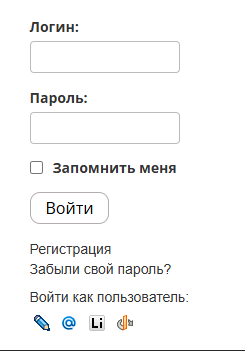 Логин:
Пароль:
Запомнить меня
Войти
Регистрация
Забыли свой пароль?
Войти как пользователь:
@ Li